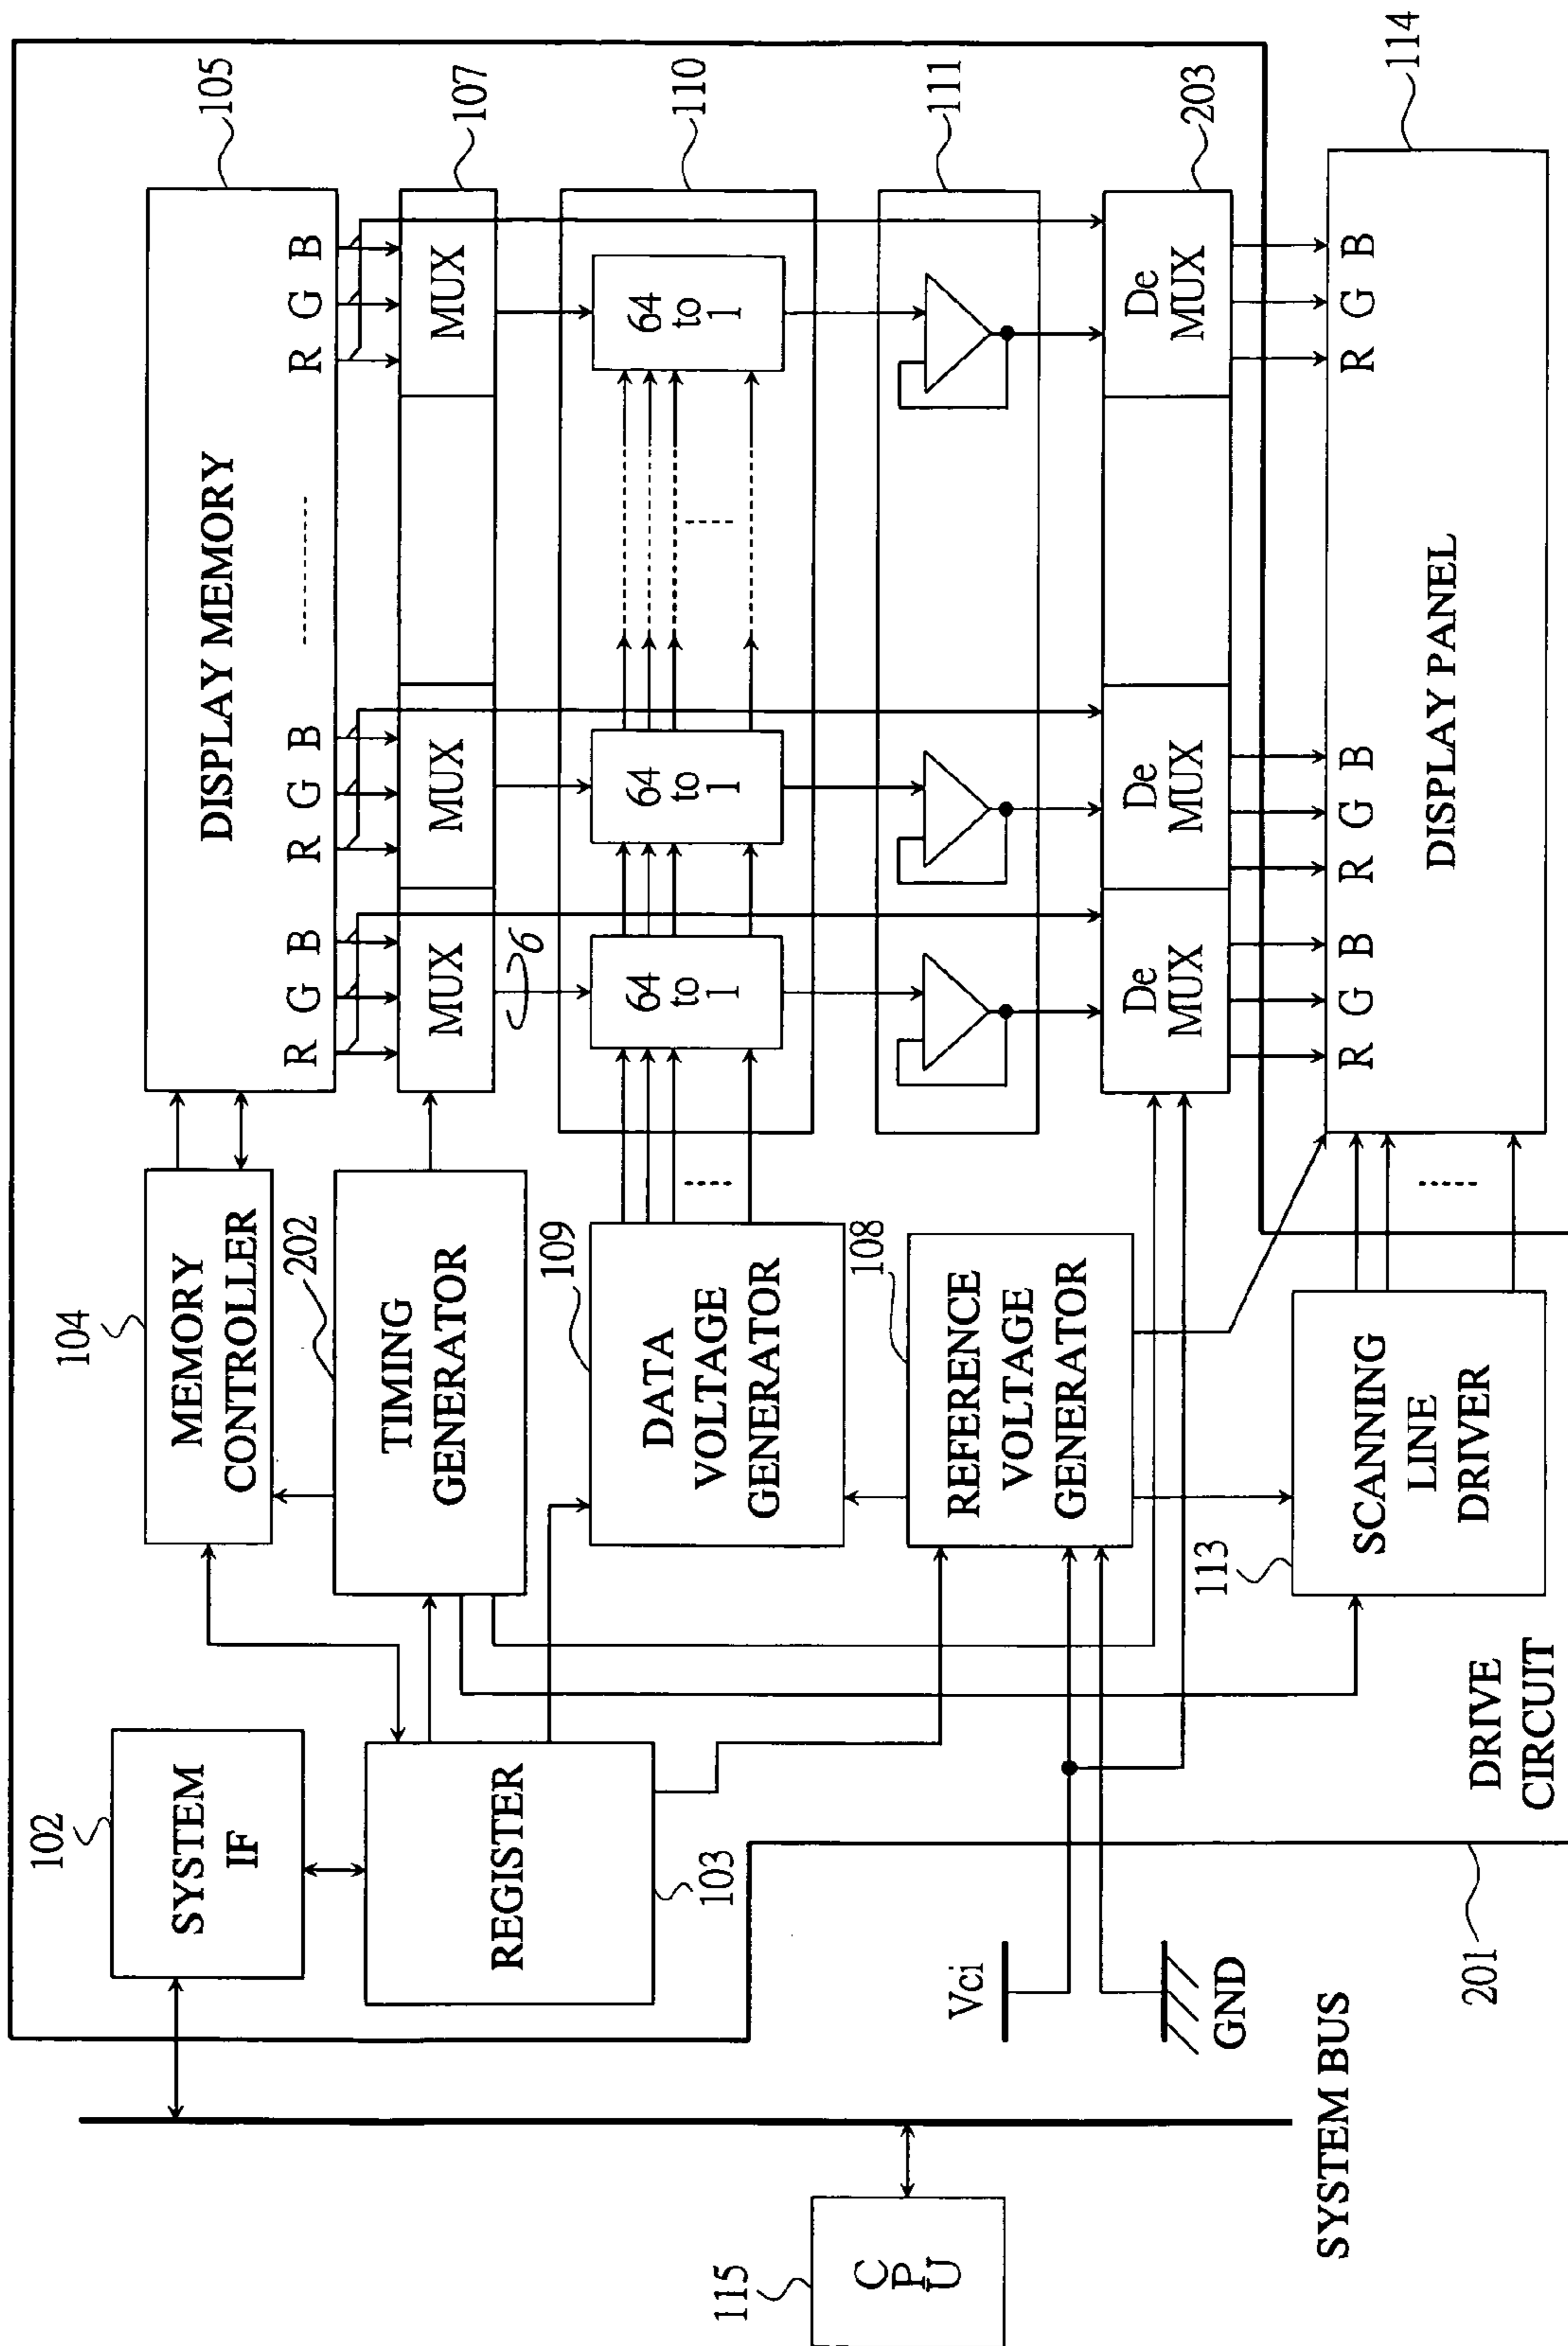 105
DISPLAY MEMORY
R G B R G B R G B
107
MUX MUX MUX
6
110
64 to 1
64 to 1
64 to 1
111
203
De MUX
De MUX
De MUX
R G B R G B R G B
DISPLAY PANEL
114
104
MEMORY
CONTROLLER
202
TIMING
GENERATOR
109
DATA
VOLTAGE
GENERATOR
108
REFERENCE
VOLTAGE
GENERATOR
113
SCANNING
LINE
DRIVER
102
SYSTEM
IF
REGISTER
103
DRIVE
CIRCUIT
201
Vci
GND
SYSTEM BUS
115
CPU